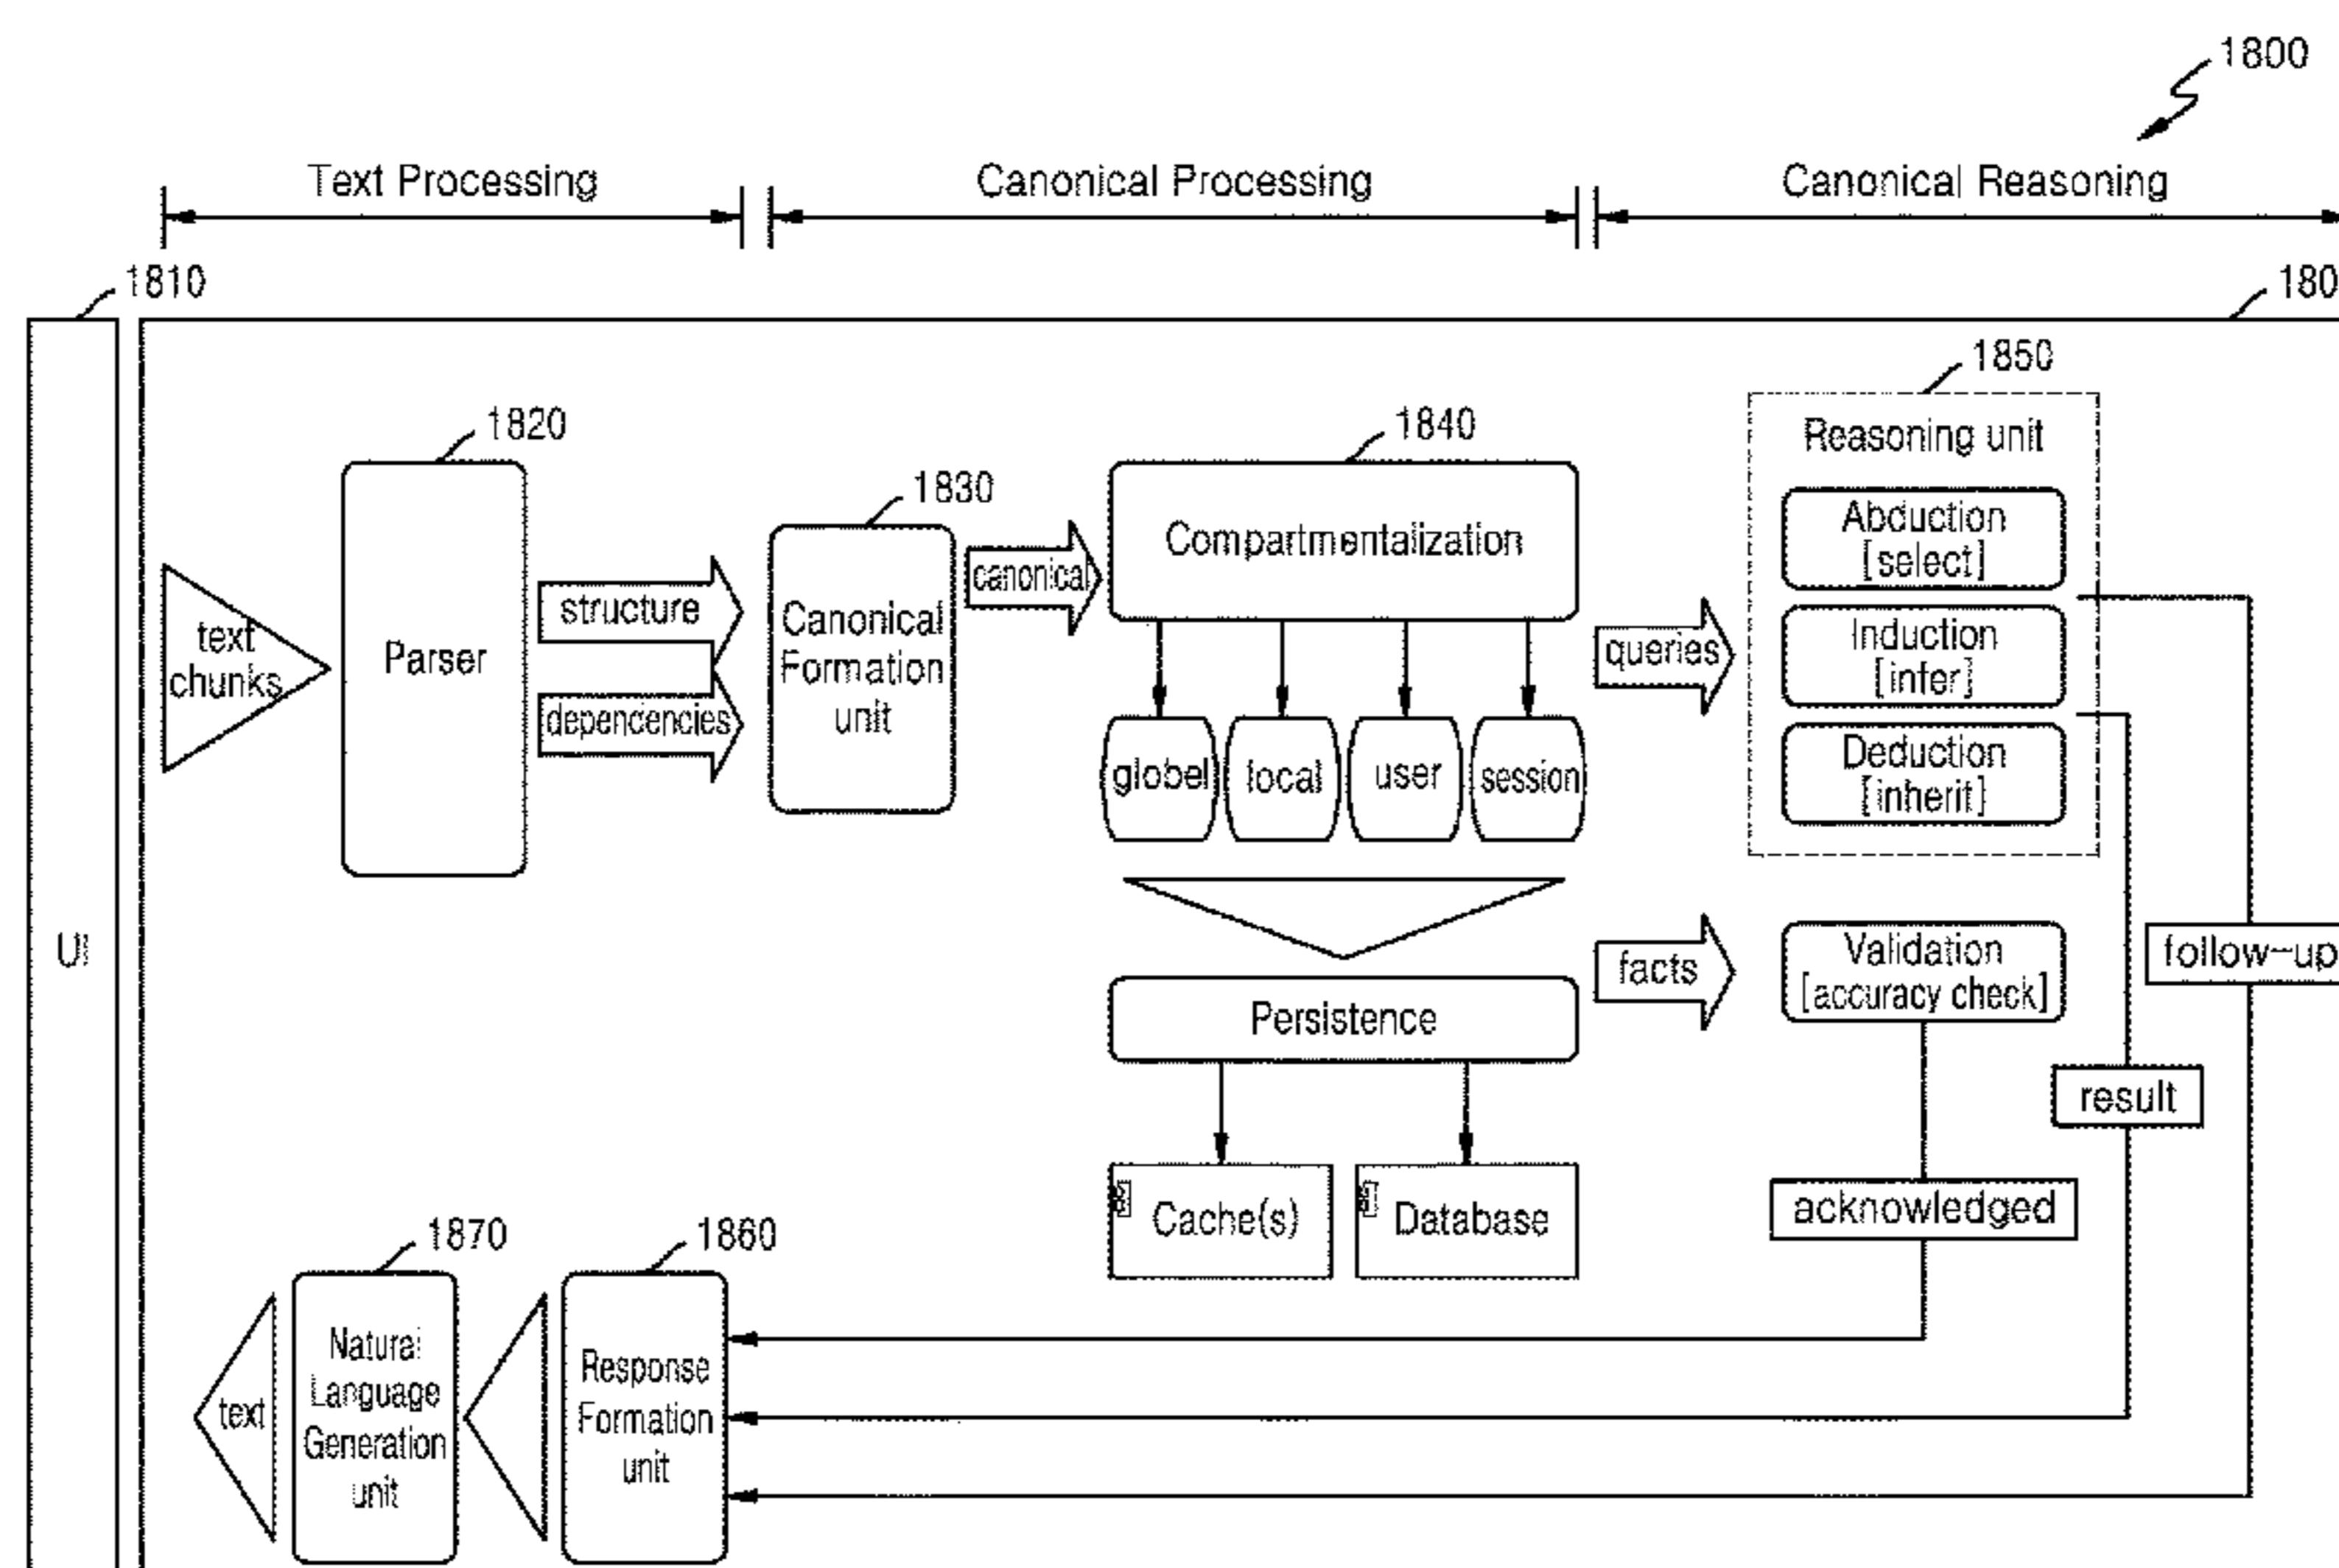 1800
Text Processing
Canonical Processing
Canonical Reasoning
1810
180
1850
1820
1840
Reasoning unit
1830
Abduction
[select]
Compartmentalization
canonical
structure
text
chunks
Parser
Canonical
Formation
unit
queries
Induction
[infer]
dependencies
globel
local
user
session
Deduction
[inherit]
UI
facts
Validation
[accuracy check]
follow-up
Persistence
result
Cache(s)
Database
acknowledged
1870
1860
text
Natural
Language
Generation
unit
Response
Formation
unit